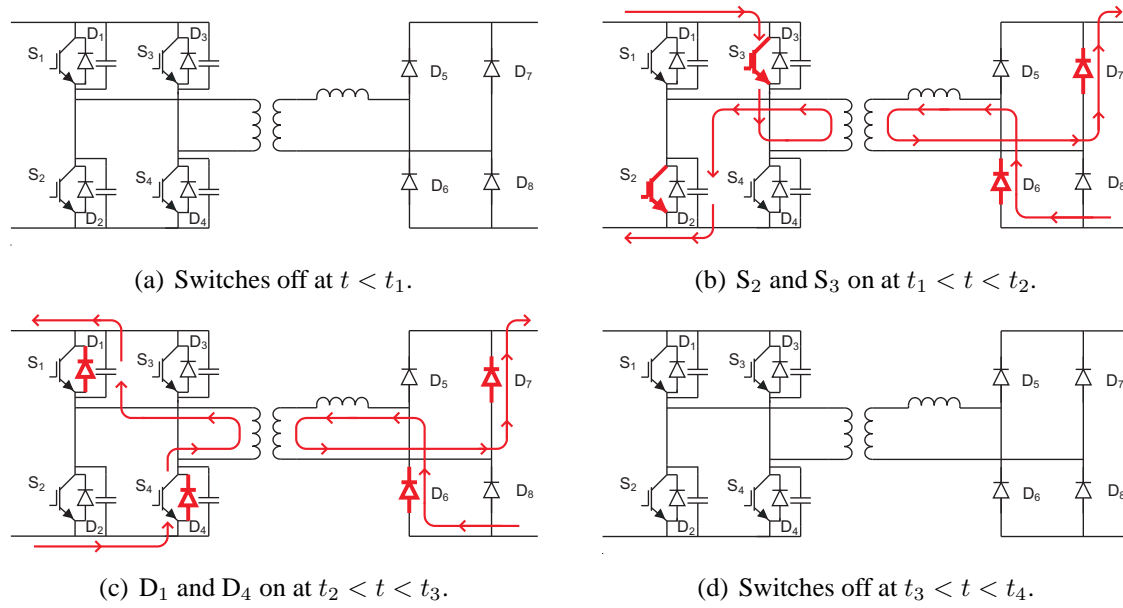 D₁ D₃
S₁ S₃
D₅ D₇
S₂ S₄
D₆ D₈
D₂ D₄
(a) Switches off at t < t₁.
D₁ D₃
S₁ S₃
D₅ D₇
S₂ S₄
D₆ D₈
D₂ D₄
(b) S₂ and S₃ on at t₁ < t < t₂.
D₁ D₃
S₁ S₃
D₅ D₇
S₂ S₄
D₆ D₈
D₂ D₄
(c) D₁ and D₄ on at t₂ < t < t₃.
D₁ D₃
S₁ S₃
D₅ D₇
S₂ S₄
D₆ D₈
D₂ D₄
(d) Switches off at t₃ < t < t₄.